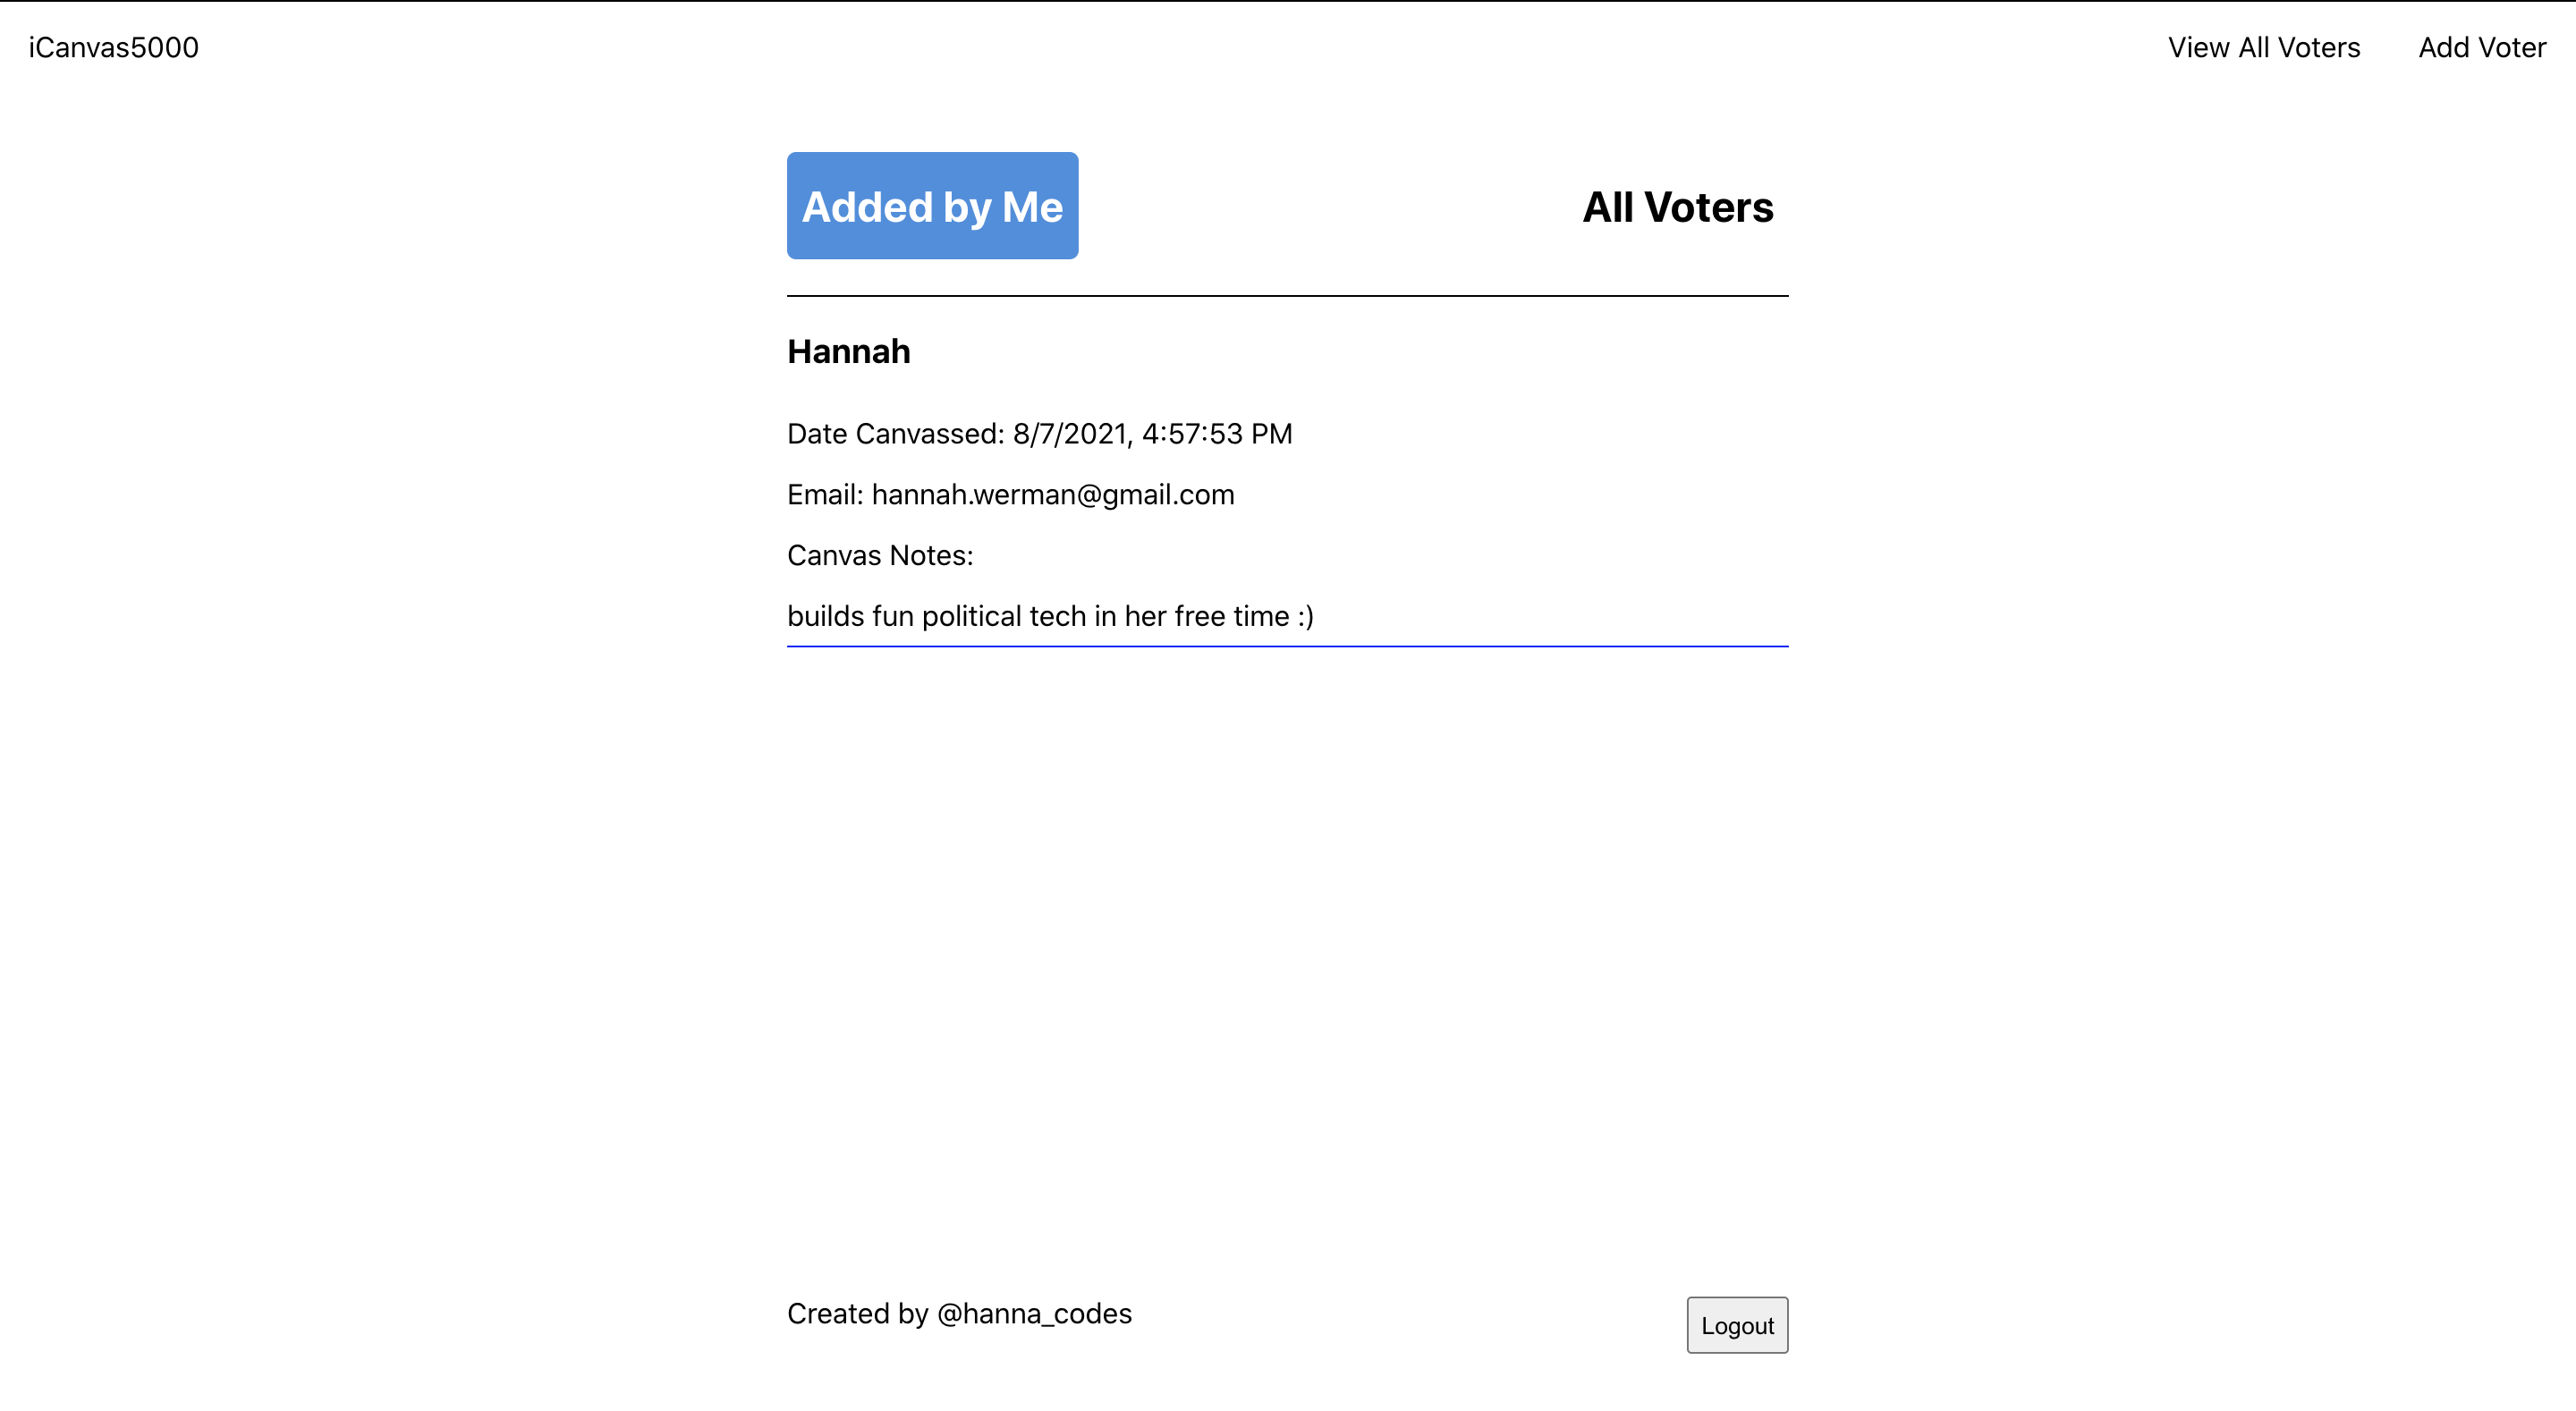 iCanvas5000
View All Voters
Add Voter
Added by Me
All Voters
Hannah
Date Canvassed: 8/7/2021, 4:57:53 PM
Email: hannah.werman@gmail.com
Canvas Notes:
builds fun political tech in her free time :)
Created by @hanna_codes
Logout